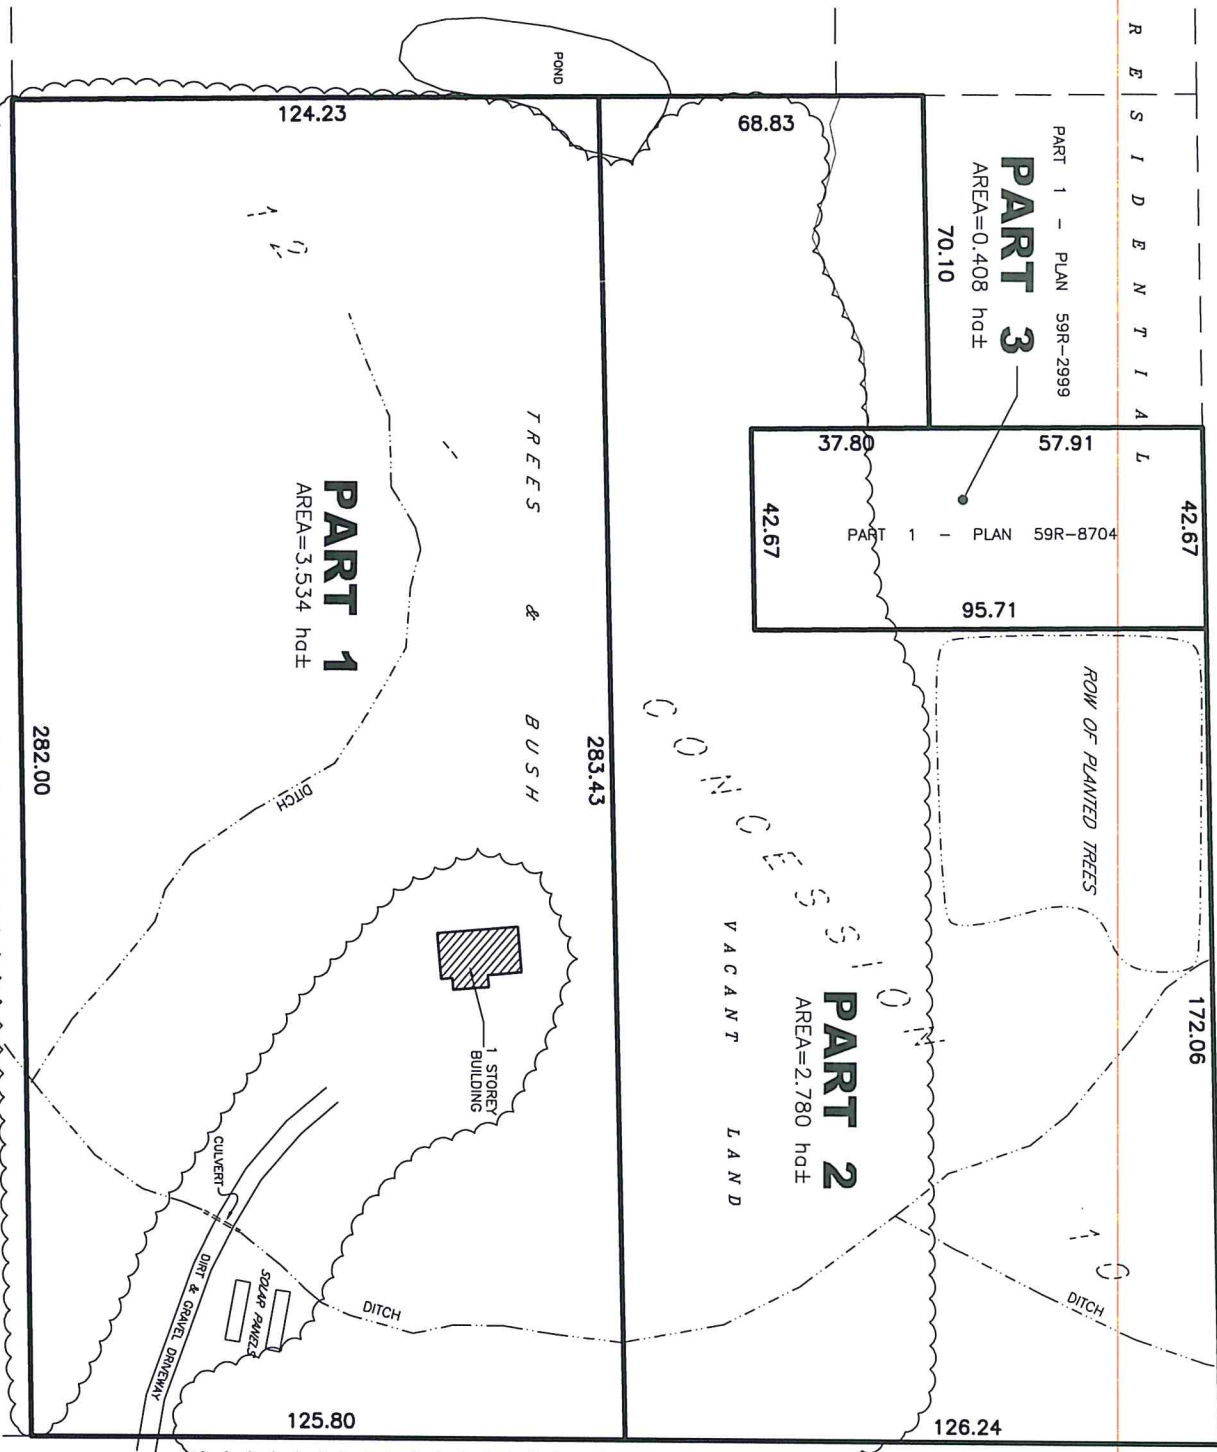 RESIDENTIAL
POND
124.23
68.83
PART 1 - PLAN 59R-2999
PART 3
AREA=0.408 ha±
70.10
12
37.80
57.91
42.67
42.67
PART 1 - PLAN 59R-8704
95.71
TREES & BUSH
PART 1
AREA=3.534 ha±
ROW OF PLANTED TREES
282.00
283.43
DITCH
CONCESSION
VACANT LAND
PART 2
AREA=2.780 ha±
172.06
1 STOREY
BUILDING
CULVERT
DIRT & GRAVEL DRIVEWAY
SOLAR PANELS
DITCH
10
DITCH
125.80
126.24